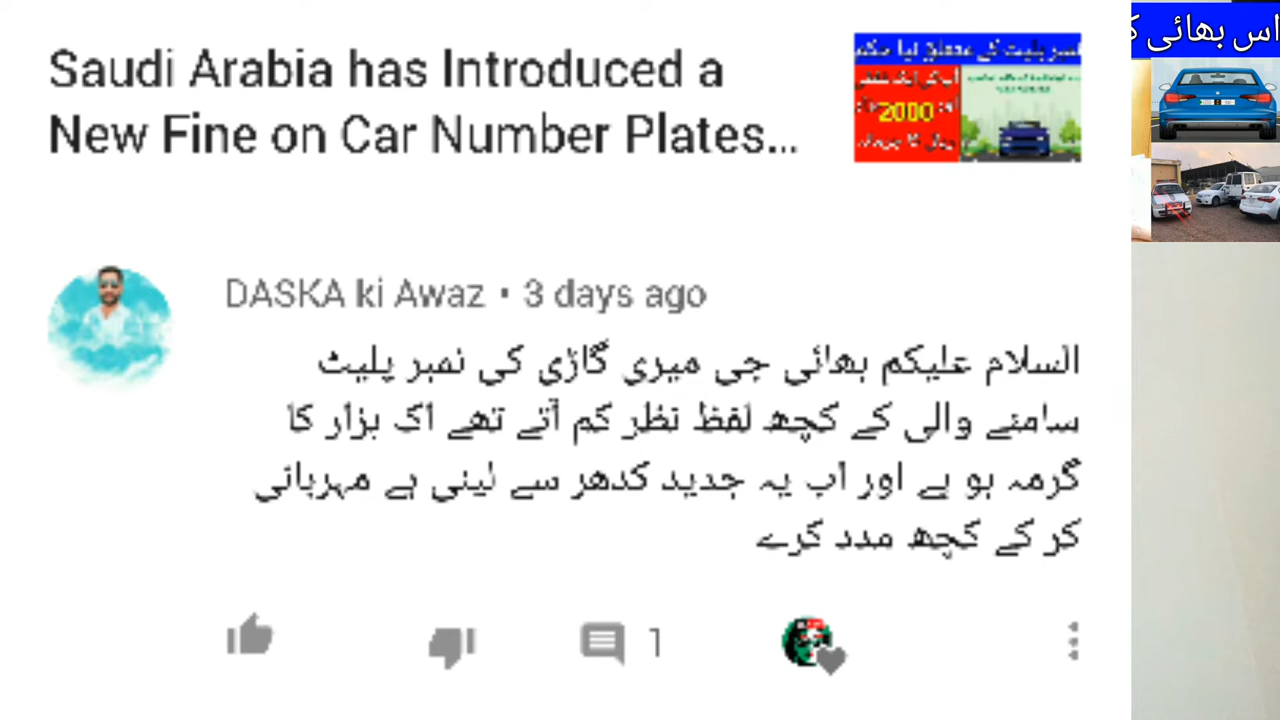 Saudi Arabia has Introduced a
New Fine on Car Number Plates...
2000
اس بھائی
DASKA ki Awaz • 3 days ago
السلام علیکم بھائی جی میری گاڑی کی نمبر پلیٹ
سامنے والی کے کچھ لفظ نظر کم آتے تھے اک ہزار کا
گرمہ ہو ہے اور اب یہ جدید کدھر سے لینی ہے مہربانی
کر کے کچھ مدد کرے
1